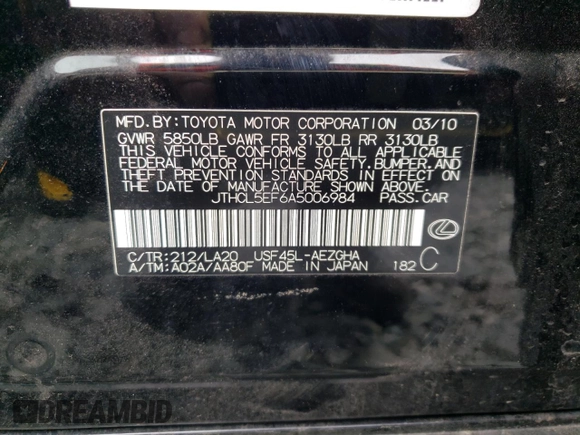 MFD.BY:TOYOTA MOTOR CORPORATION 03/10
GVWR 5850LB GAWR FR 3130LB RR 3130LB
THIS VEHICLE CONFORMS TO ALL APPLICABLE
FEDERAL MOTOR VEHICLE SAFETY,BUMPER,AND
THEFT PREVENTION STANDARDS IN EFFECT ON
THE DATE OF MANUFACTURE SHOWN ABOVE.
JTHCL5EF6A5006984 PASS.CAR
C/TR:212/LA20 USF45L-AEZGHA
A/TM:A02A/AA80F MADE IN JAPAN 182 C
DREAMBID